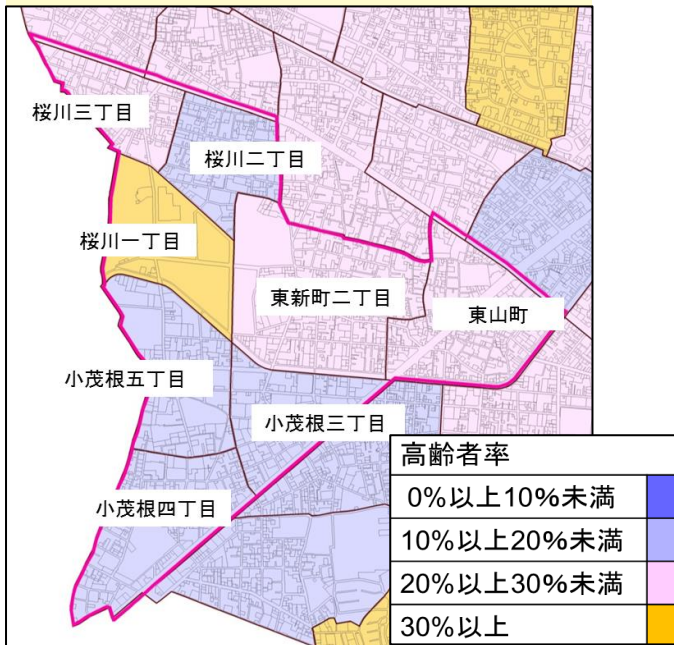 桜川三丁目
桜川二丁目
桜川一丁目
東新町二丁目
東山町
小茂根五丁目
小茂根三丁目
小茂根四丁目
高齢者率
0%以上10%未満
10%以上20%未満
20%以上30%未満
30%以上